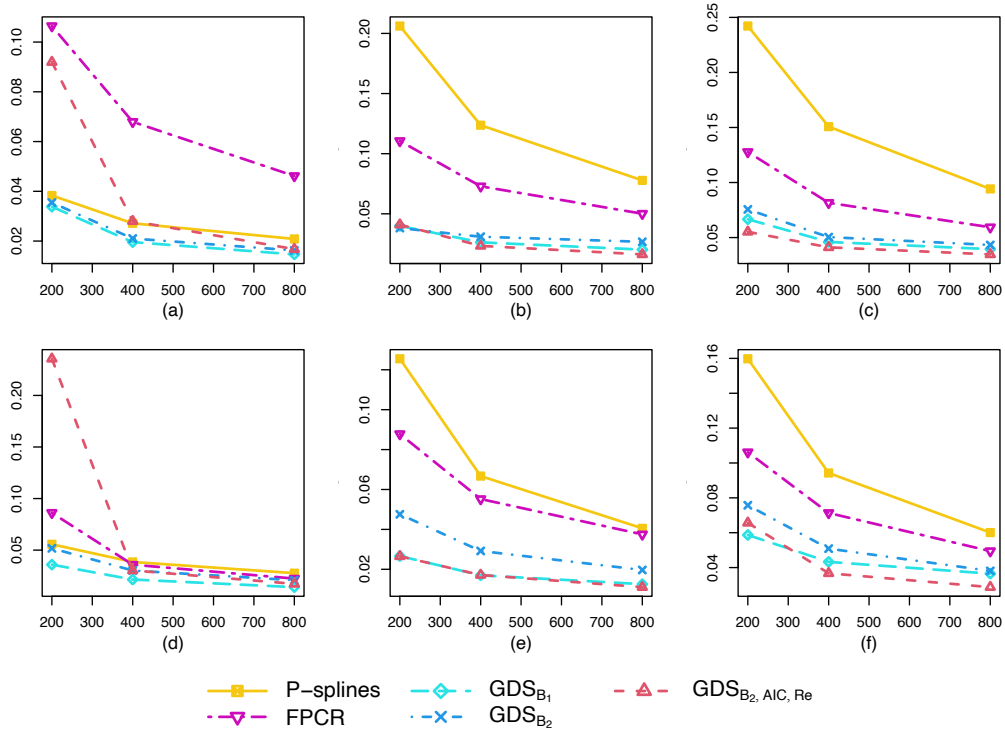 0.02 0.04 0.06 0.08 0.10
200 300 400 500 600 700 800
(a)
0.05 0.10 0.15 0.20
200 300 400 500 600 700 800
(b)
0.05 0.10 0.15 0.20 0.25
200 300 400 500 600 700 800
(c)
0.05 0.10 0.15 0.20
200 300 400 500 600 700 800
(d)
0.02 0.06 0.10
200 300 400 500 600 700 800
(e)
0.04 0.08 0.12 0.16
200 300 400 500 600 700 800
(f)
P−splines
FPCR
GDS_B1
GDS_B2
GDS_B2, AIC, Re